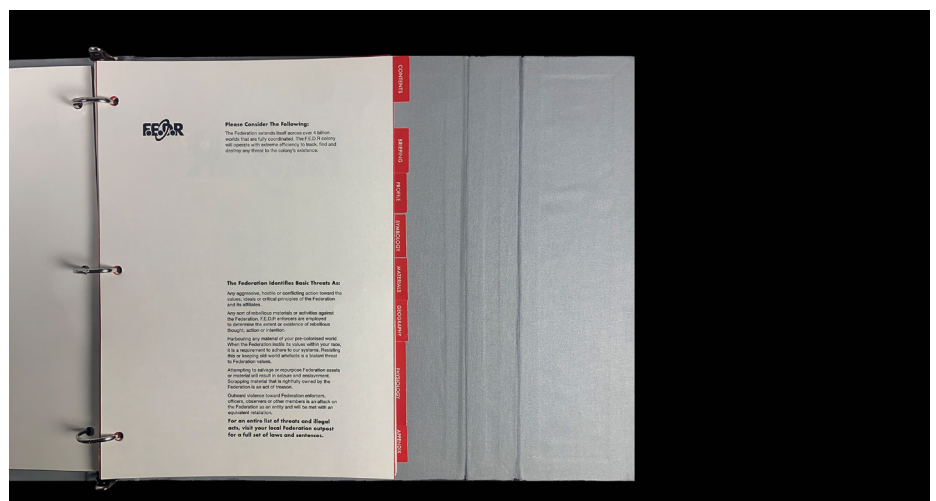 F.E.D.R
Please Consider The Following:
The Federation extends itself across over 4 billion
worlds that are fully coordinated. The F.E.D.R colony
will operate with extreme efficiency to track, find and
destroy any threat to the colony's existence.
The Federation Identifies Basic Threats As:
Any aggressive, hostile or conflicting action toward the
values, ideals or critical principles of the Federation
and its affiliates.
Any sort of rebellious materials or activities against
the Federation. F.E.D.R enforcers are employed
to determine the extent or existence of rebellious
thought, action or intention.
Harbouring any material of your pre-colonised world.
When the Federation instils its values within your race,
it is a requirement to adhere to our systems. Resisting
this or keeping old world artefacts is a blatant threat
to Federation values.
Attempting to salvage or repurpose Federation assets
or material will result in seizure and enslavement.
Scrapping material that is rightfully owned by the
Federation is an act of treason.
Outward violence toward Federation enforcers,
officers, observers or other members is an attack on
the Federation as an entity and will be met with an
equivalent retaliation.
For an entire list of threats and illegal
acts, visit your local Federation outpost
for a full set of laws and sentences.
CONTENTS
BRIEFING
PROFILE
SYMBOLOGY
MATERIALS
GEOGRAPHY
PHYSIOLOGY
APPENDIX